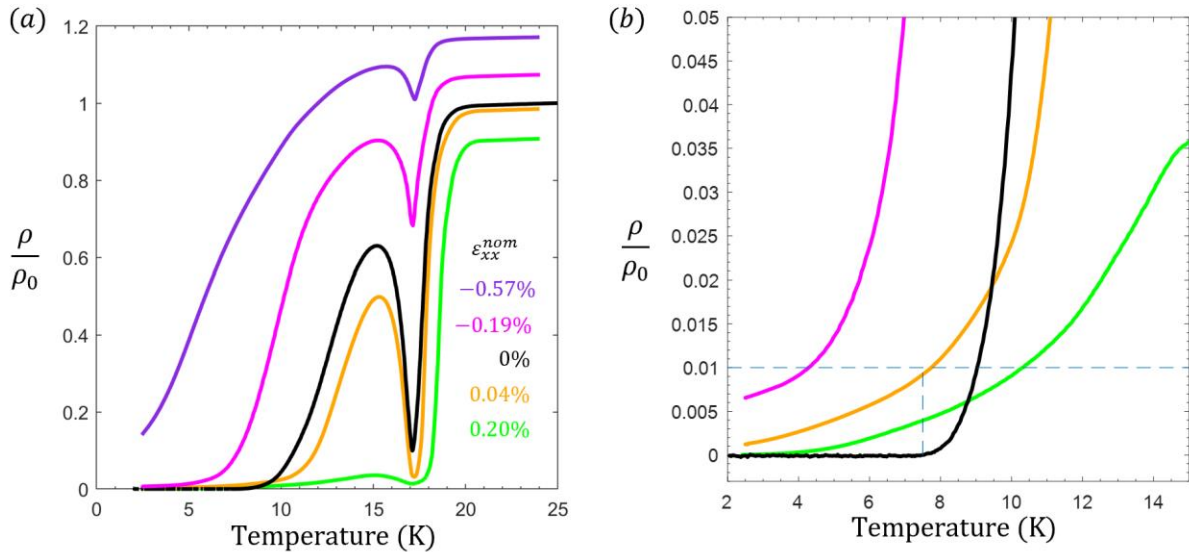 (a)
1.2
1
0.8
0.6
0.4
0.2
0
ρ/ρ₀
ε_xx^nom
−0.57%
−0.19%
0%
0.04%
0.20%
0 5 10 15 20 25
Temperature (K)
(b)
0.05
0.045
0.04
0.035
0.03
0.025
0.02
0.015
0.01
0.005
0
ρ/ρ₀
2 4 6 8 10 12 14
Temperature (K)